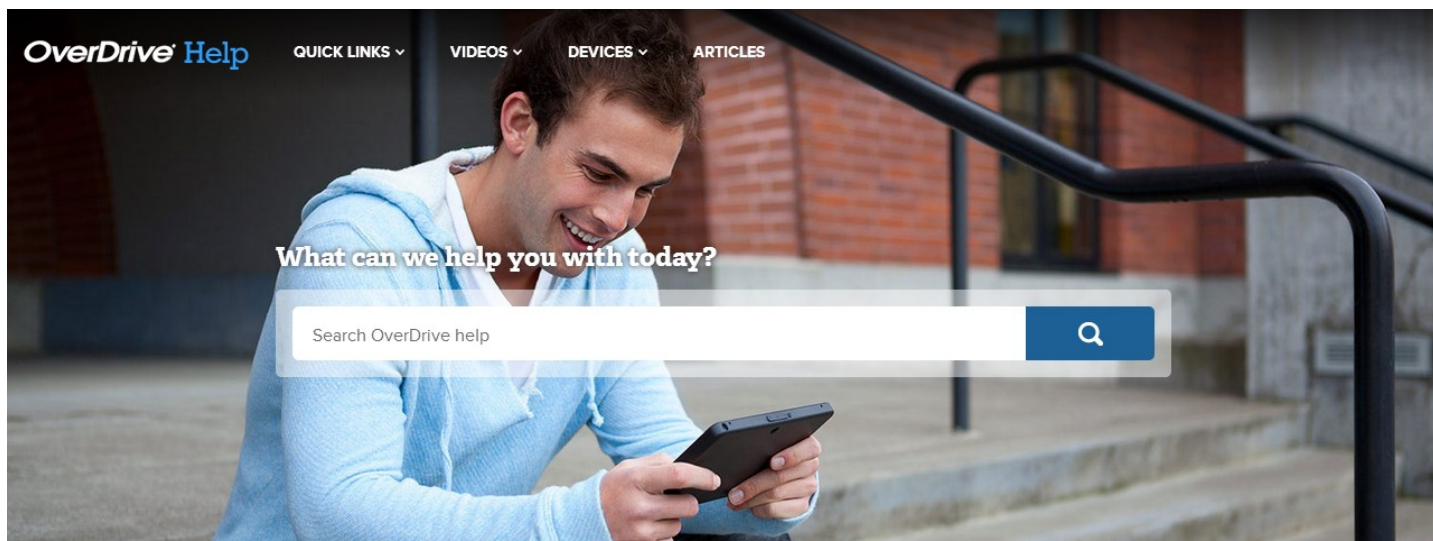 OverDrive Help QUICK LINKS VIDEOS DEVICES ARTICLES
What can we help you with today?
Search OverDrive help